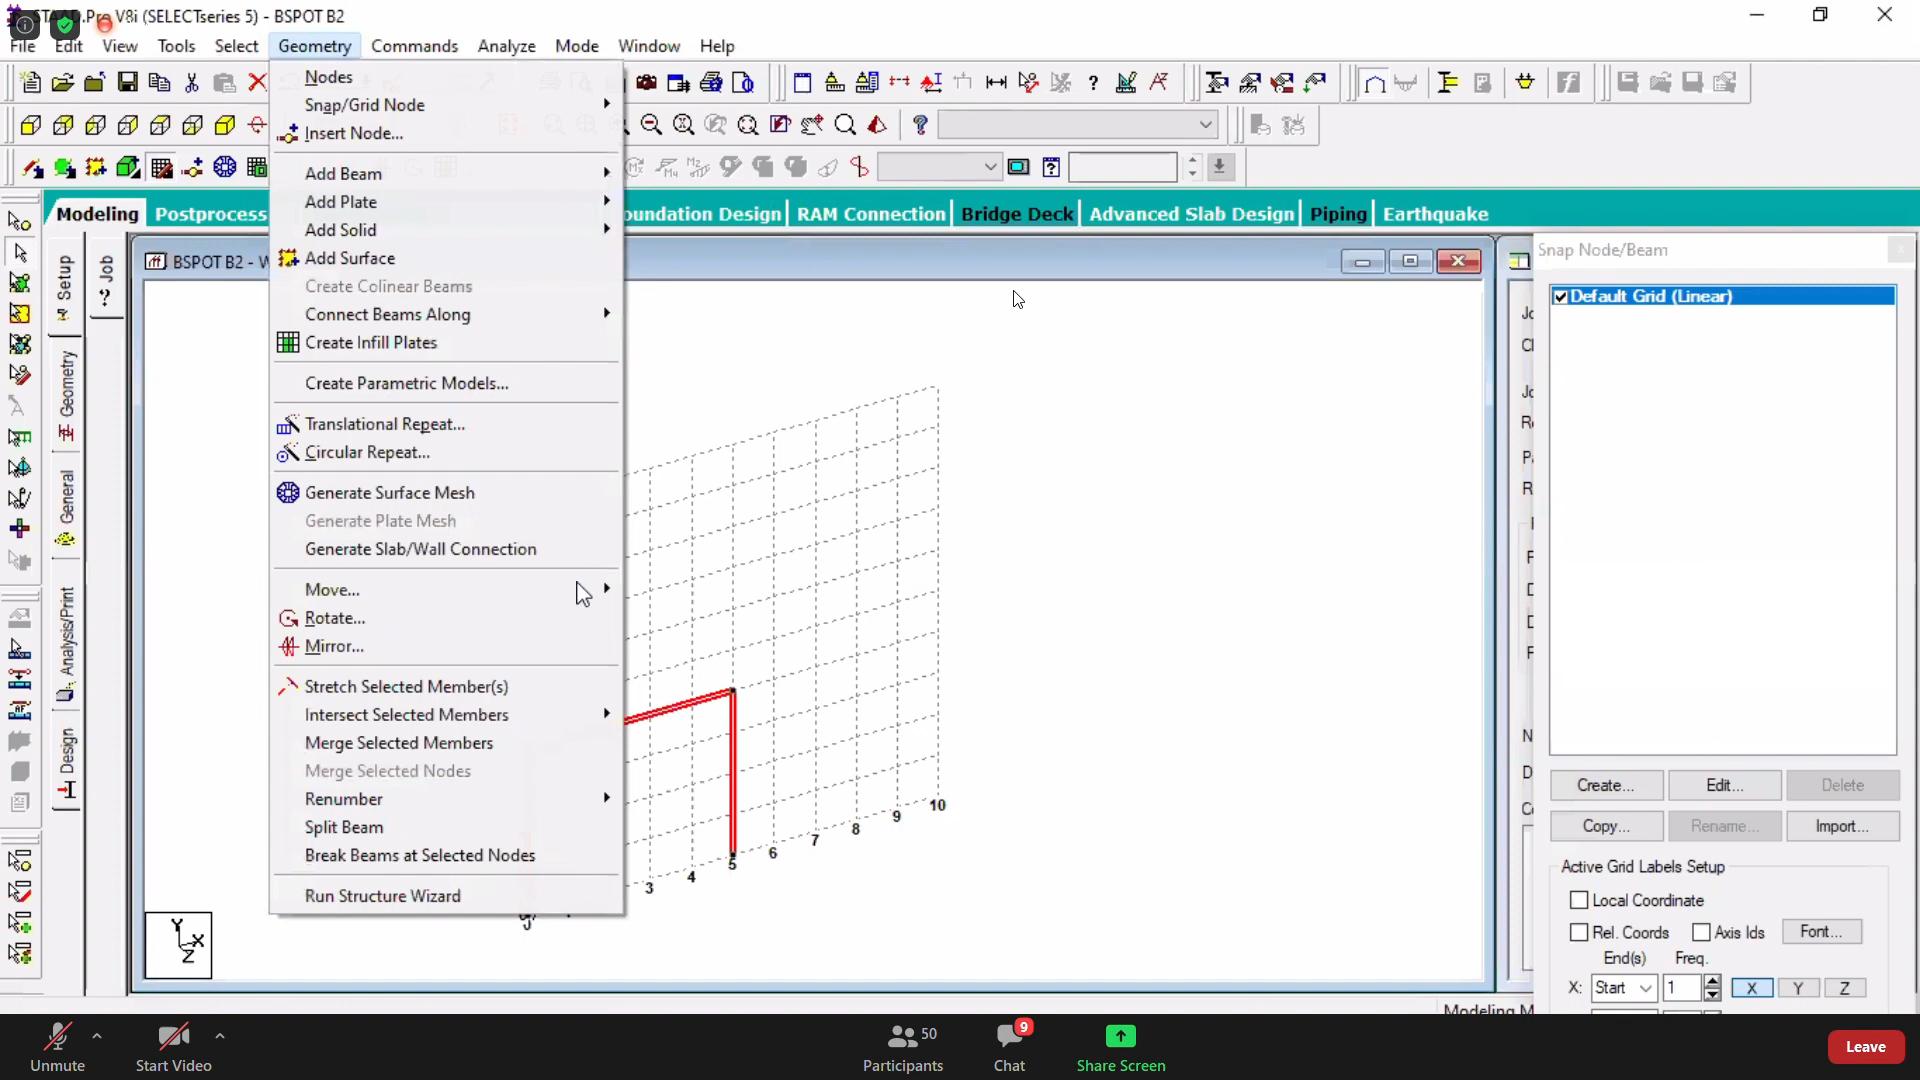 STAAD.Pro V8i (SELECTseries 5) - BSPOT B2
File Edit View Tools Select Geometry Commands Analyze Mode Window Help
Nodes
Snap/Grid Node
Insert Node...
Add Beam
Add Plate
Add Solid
Add Surface
Create Colinear Beams
Connect Beams Along
Create Infill Plates
Create Parametric Models...
Translational Repeat...
Circular Repeat...
Generate Surface Mesh
Generate Plate Mesh
Generate Slab/Wall Connection
Move...
Rotate...
Mirror...
Stretch Selected Member(s)
Intersect Selected Members
Merge Selected Members
Merge Selected Nodes
Renumber
Split Beam
Break Beams at Selected Nodes
Run Structure Wizard
Modeling Postprocess oundation Design RAM Connection Bridge Deck Advanced Slab Design Piping Earthquake
Setup
Geometry
General
Analysis/Print
Design
Job
BSPOT B2 - W
3 4 5 6 7 8 9 10
Y
X
Z
Snap Node/Beam
Default Grid (Linear)
Create... Edit... Delete
Copy... Rename... Import...
Active Grid Labels Setup
Local Coordinate
Rel. Coords Axis Ids Font...
End(s) Freq.
X: Start 1 X Y Z
Modeling M
Unmute
Start Video
50
Participants
9
Chat
Share Screen
Leave